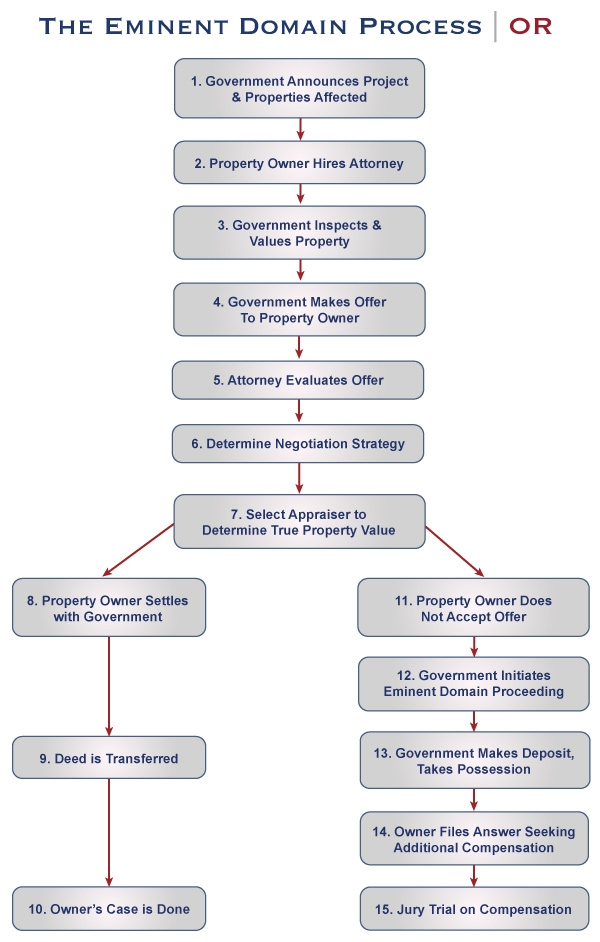 The Eminent Domain Process | OR
1. Government Announces Project
& Properties Affected
2. Property Owner Hires Attorney
3. Government Inspects &
Values Property
4. Government Makes Offer
To Property Owner
5. Attorney Evaluates Offer
6. Determine Negotiation Strategy
7. Select Appraiser to
Determine True Property Value
8. Property Owner Settles
with Government
9. Deed is Transferred
10. Owner's Case is Done
11. Property Owner Does
Not Accept Offer
12. Government Initiates
Eminent Domain Proceeding
13. Government Makes Deposit,
Takes Possession
14. Owner Files Answer Seeking
Additional Compensation
15. Jury Trial on Compensation